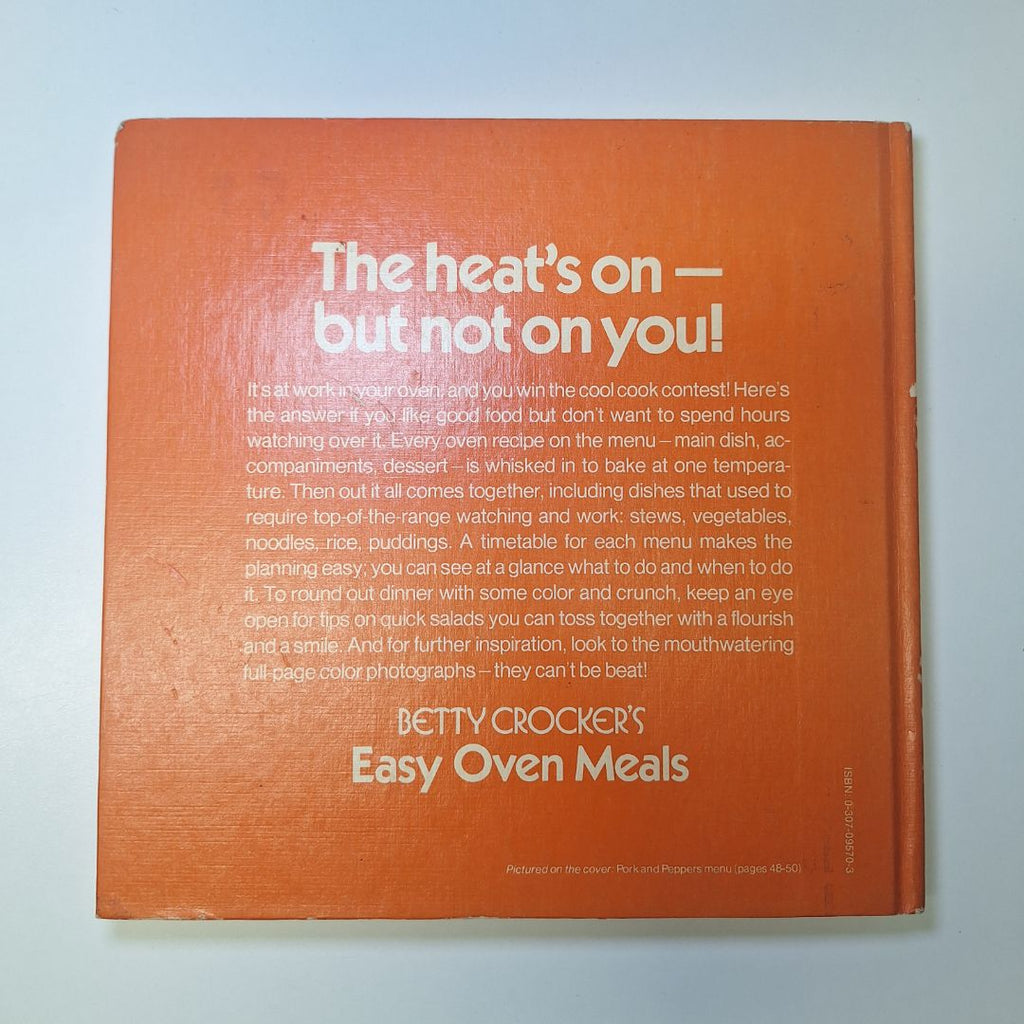 The heat's on —
but not on you!
It's at work in your oven, and you win the cool cook contest! Here's
the answer if you like good food but don't want to spend hours
watching over it. Every oven recipe on the menu — main dish, ac-
companiments, dessert — is whisked in to bake at one tempera-
ture. Then out it all comes together, including dishes that used to
require top-of-the-range watching and work: stews, vegetables,
noodles, rice, puddings. A timetable for each menu makes the
planning easy; you can see at a glance what to do and when to do
it. To round out dinner with some color and crunch, keep an eye
open for tips on quick salads you can toss together with a flourish
and a smile. And for further inspiration, look to the mouthwatering
full-page color photographs — they can't be beat!
BETTY CROCKER'S
Easy Oven Meals
Pictured on the cover: Pork and Peppers menu (pages 48-50)
ISBN: 0-307-09570-3